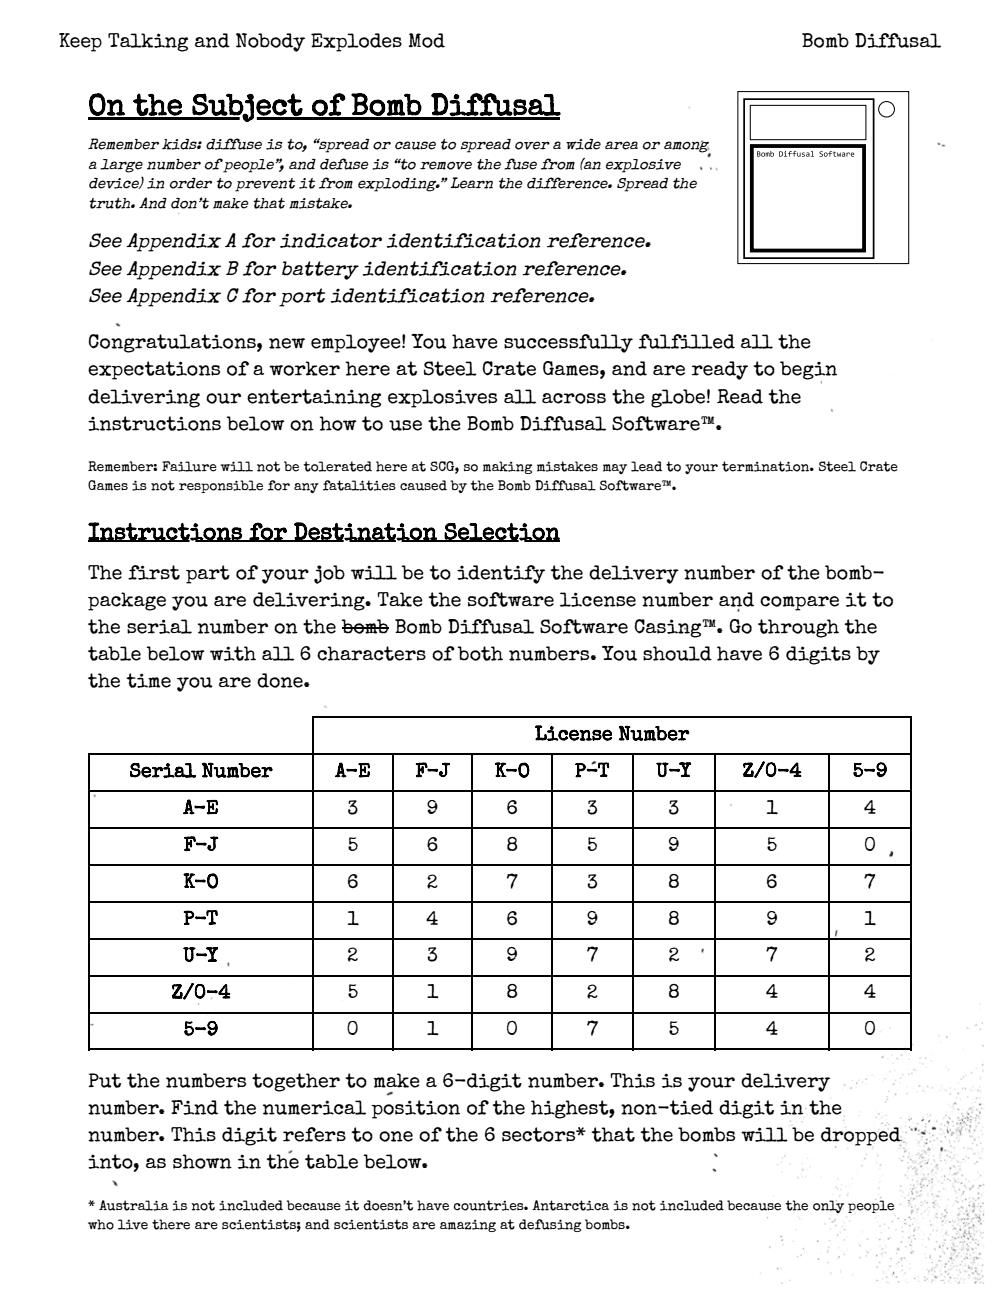 Keep Talking and Nobody Explodes Mod
Bomb Diffusal
On the Subject of Bomb Diffusal
Remember kids: diffuse is to, “spread or cause to spread over a wide area or among
a large number of people”, and defuse is “to remove the fuse from (an explosive
device) in order to prevent it from exploding.” Learn the difference. Spread the
truth. And don’t make that mistake.
Bomb Diffusal Software
See Appendix A for indicator identification reference.
See Appendix B for battery identification reference.
See Appendix C for port identification reference.
Congratulations, new employee! You have successfully fulfilled all the
expectations of a worker here at Steel Crate Games, and are ready to begin
delivering our entertaining explosives all across the globe! Read the
instructions below on how to use the Bomb Diffusal Software™.
Remember: Failure will not be tolerated here at SCG, so making mistakes may lead to your termination. Steel Crate
Games is not responsible for any fatalities caused by the Bomb Diffusal Software™.
Instructions for Destination Selection
The first part of your job will be to identify the delivery number of the bomb-
package you are delivering. Take the software license number and compare it to
the serial number on the bomb Bomb Diffusal Software Casing™. Go through the
table below with all 6 characters of both numbers. You should have 6 digits by
the time you are done.
License Number
Serial Number A-E F-J K-O P-T U-Y Z/0-4 5-9
A-E 3 9 6 3 3 1 4
F-J 5 6 8 5 9 5 0
K-O 6 2 7 3 8 6 7
P-T 1 4 6 9 8 9 1
U-Y 2 3 9 7 2 7 2
Z/0-4 5 1 8 2 8 4 4
5-9 0 1 0 7 5 4 0
Put the numbers together to make a 6-digit number. This is your delivery
number. Find the numerical position of the highest, non-tied digit in the
number. This digit refers to one of the 6 sectors* that the bombs will be dropped
into, as shown in the table below.
* Australia is not included because it doesn’t have countries. Antarctica is not included because the only people
who live there are scientists; and scientists are amazing at defusing bombs.